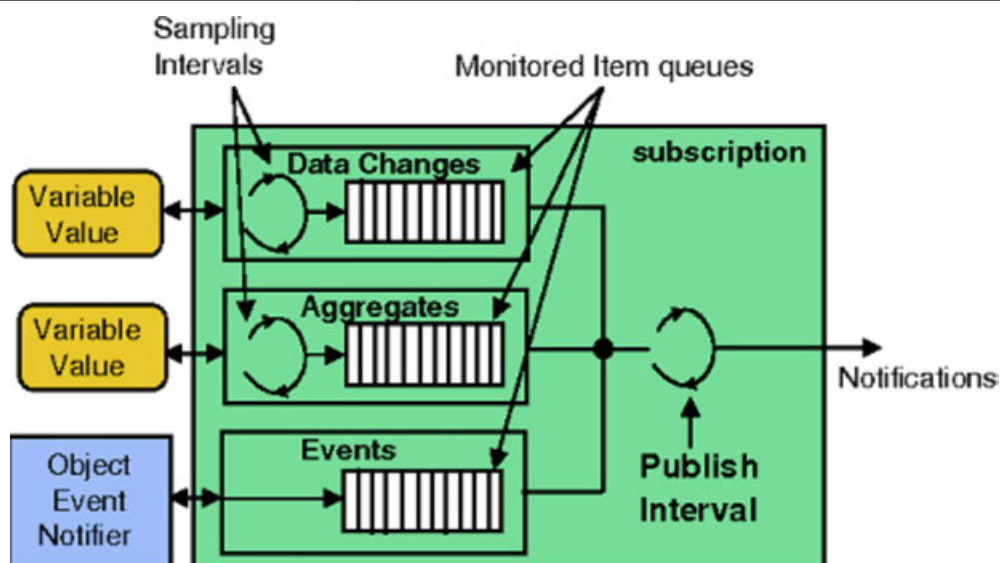 Sampling
Intervals
Monitored Item queues
subscription
Data Changes
Variable
Value
Aggregates
Variable
Value
Notifications
Events
Object
Event
Notifier
Publish
Interval